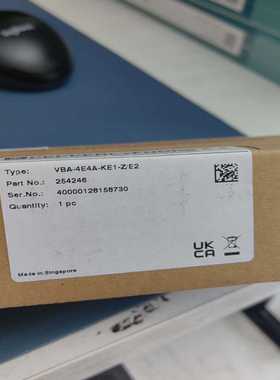 Type: VBA-4E4A-KE1-Z/E2
Part No.: 254246
Ser.No.: 40000128158730
Quantity: 1 pc
UK
CA
Made in Singapore